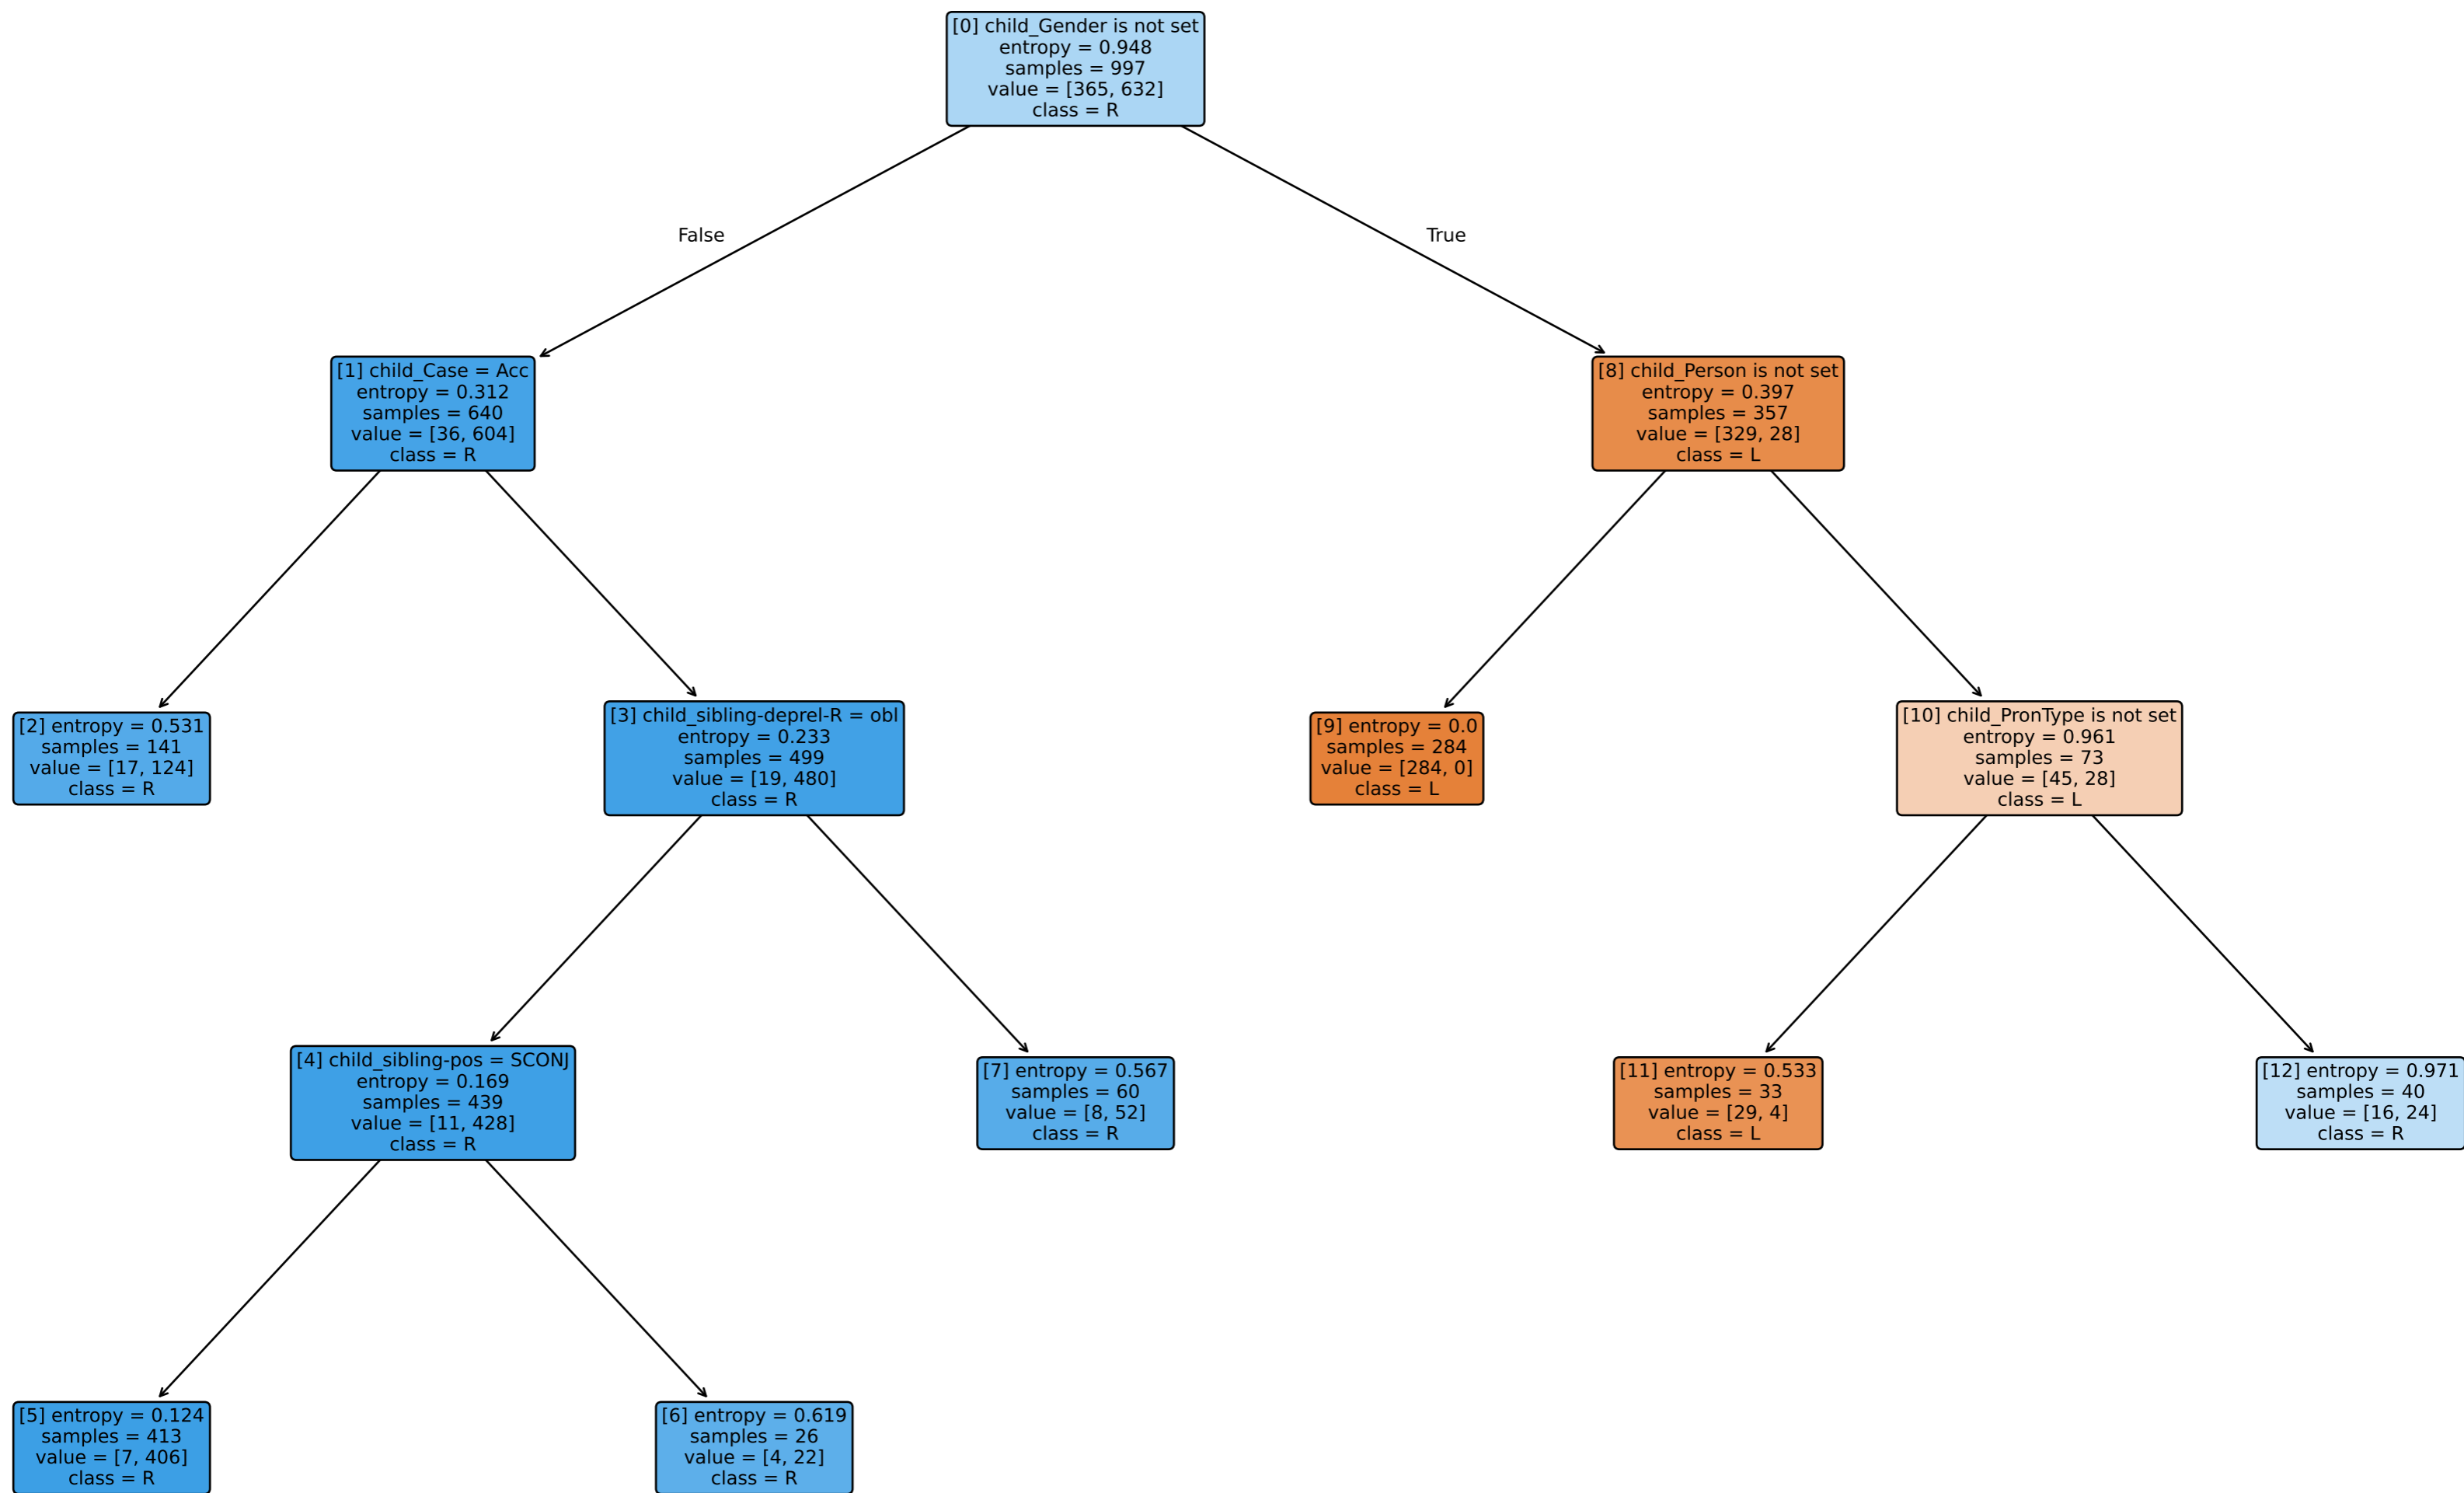 [0] child_Gender is not set
entropy = 0.948
samples = 997
value = [365, 632]
class = R
False
True
[1] child_Case = Acc
entropy = 0.312
samples = 640
value = [36, 604]
class = R
[8] child_Person is not set
entropy = 0.397
samples = 357
value = [329, 28]
class = L
[2] entropy = 0.531
samples = 141
value = [17, 124]
class = R
[3] child_sibling-deprel-R = obl
entropy = 0.233
samples = 499
value = [19, 480]
class = R
[9] entropy = 0.0
samples = 284
value = [284, 0]
class = L
[10] child_PronType is not set
entropy = 0.961
samples = 73
value = [45, 28]
class = L
[4] child_sibling-pos = SCONJ
entropy = 0.169
samples = 439
value = [11, 428]
class = R
[7] entropy = 0.567
samples = 60
value = [8, 52]
class = R
[11] entropy = 0.533
samples = 33
value = [29, 4]
class = L
[12] entropy = 0.971
samples = 40
value = [16, 24]
class = R
[5] entropy = 0.124
samples = 413
value = [7, 406]
class = R
[6] entropy = 0.619
samples = 26
value = [4, 22]
class = R